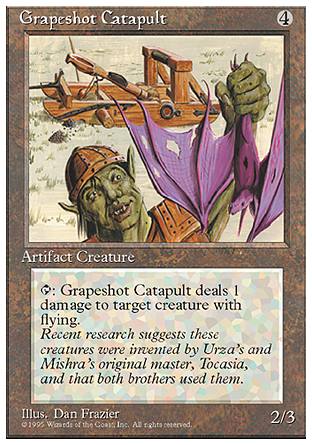 Grapeshot Catapult 4
Artifact Creature
: Grapeshot Catapult deals 1
damage to target creature with
flying.
Recent research suggests these
creatures were invented by Urza's and
Mishra's original master, Tocasia,
and that both brothers used them.
Illus. Dan Frazier
©1995 Wizards of the Coast, Inc. All rights reserved.
2/3